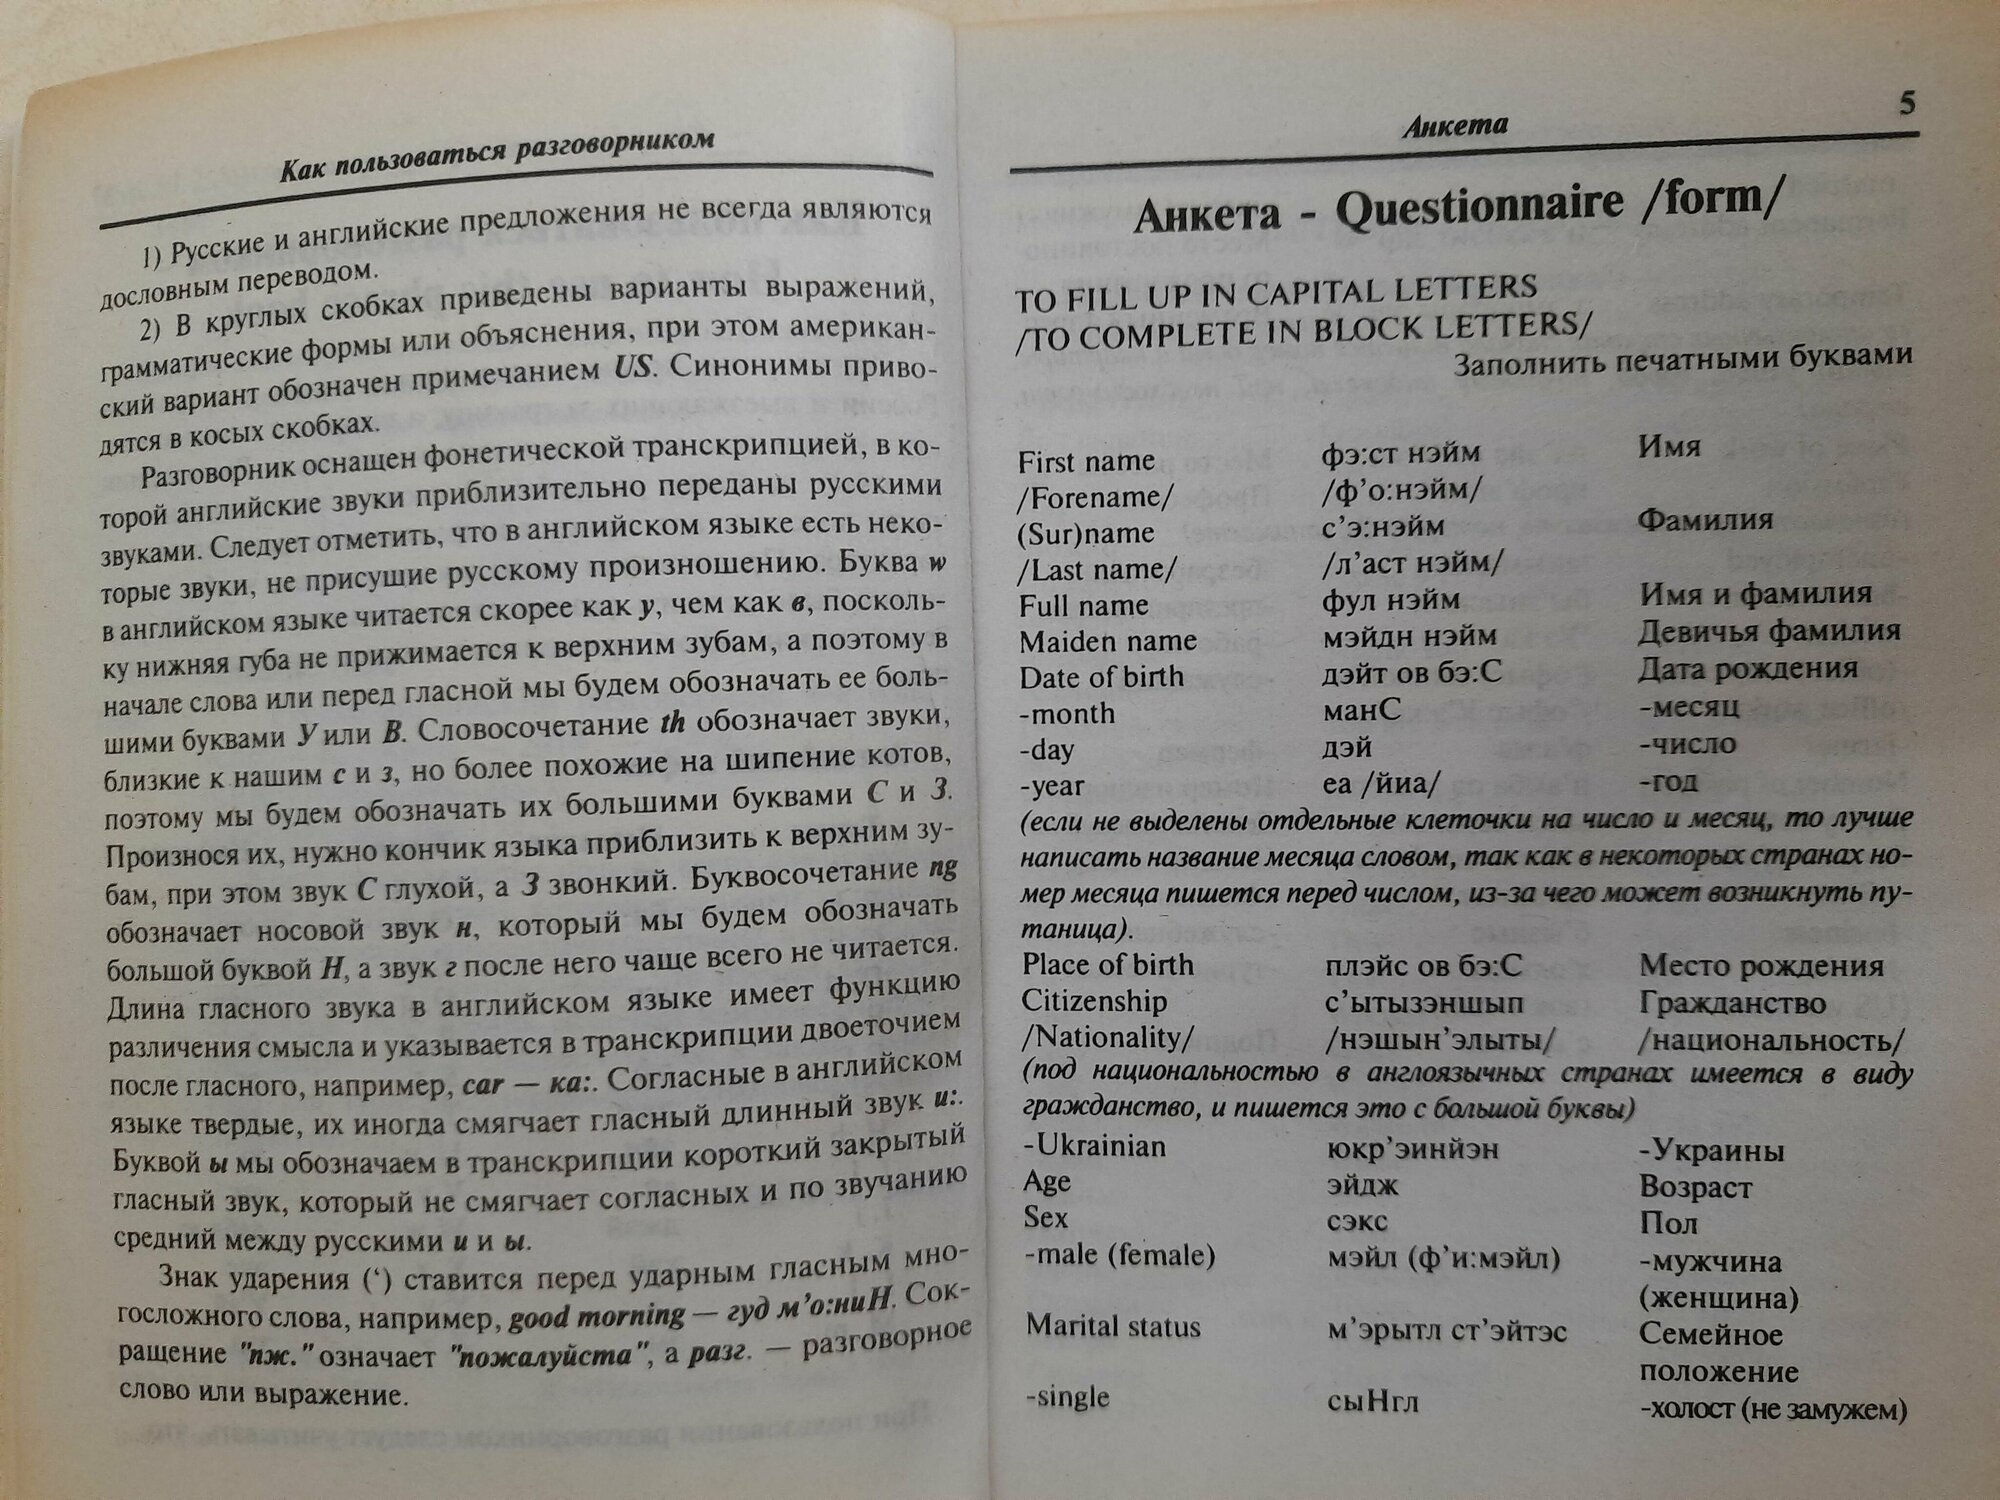 Как пользоваться разговорником
1) Русские и английские предложения не всегда являются
дословным переводом.
2) В круглых скобках приведены варианты выражений,
грамматические формы или объяснения, при этом американ-
ский вариант обозначен примечанием US. Синонимы приво-
дятся в косых скобках.
Разговорник оснащен фонетической транскрипцией, в ко-
торой английские звуки приблизительно переданы русскими
звуками. Следует отметить, что в английском языке есть неко-
торые звуки, не присушие русскому произношению. Буква w
в английском языке читается скорее как у, чем как в, посколь-
ку нижняя губа не прижимается к верхним зубам, а поэтому в
начале слова или перед гласной мы будем обозначать ее боль-
шими буквами У или В. Словосочетание th обозначает звуки,
близкие к нашим с и з, но более похожие на шипение котов,
поэтому мы будем обозначать их большими буквами С и З.
Произнося их, нужно кончик языка приблизить к верхним зу-
бам, при этом звук С глухой, а З звонкий. Буквосочетание ng
обозначает носовой звук н, который мы будем обозначать
большой буквой Н, а звук г после него чаще всего не читается.
Длина гласного звука в английском языке имеет функцию
различения смысла и указывается в транскрипции двоеточием
после гласного, например, car — ка:. Согласные в английском
языке твердые, их иногда смягчает гласный длинный звук и:.
Буквой ы мы обозначаем в транскрипции короткий закрытый
гласный звук, который не смягчает согласных и по звучанию
средний между русскими и и ы.
Знак ударения (‘) ставится перед ударным гласным мно-
госложного слова, например, good morning — гуд м’о:ниН. Сок-
ращение "пж." означает "пожалуйста", а разг. — разговорное
слово или выражение.
Анкета
5
Анкета - Questionnaire /form/
TO FILL UP IN CAPITAL LETTERS
/TO COMPLETE IN BLOCK LETTERS/
Заполнить печатными буквами
First name фэ:ст нэйм Имя
/Forename/ /ф’о:нэйм/
(Sur)name с’э:нэйм Фамилия
/Last name/ /л’аст нэйм/
Full name фул нэйм Имя и фамилия
Maiden name мэйдн нэйм Девичья фамилия
Date of birth дэйт ов бэ:С Дата рождения
-month манС -месяц
-day дэй -число
-year еа /йиа/ -год
(если не выделены отдельные клеточки на число и месяц, то лучше
написать название месяца словом, так как в некоторых странах но-
мер месяца пишется перед числом, из-за чего может возникнуть пу-
таница).
Place of birth плэйс ов бэ:С Место рождения
Citizenship с’ытызэншып Гражданство
/Nationality/ /нэшын’элыты/ /национальность/
(под национальностью в англоязычных странах имеется в виду
гражданство, и пишется это с большой буквы)
-Ukrainian юкр’эинйэн -Украины
Age эйдж Возраст
Sex сэкс Пол
-male (female) мэйл (ф’и:мэйл) -мужчина
(женщина)
Marital status м’эрытл ст’эйтэс Семейное
положение
-single сыНгл -холост (не замужем)